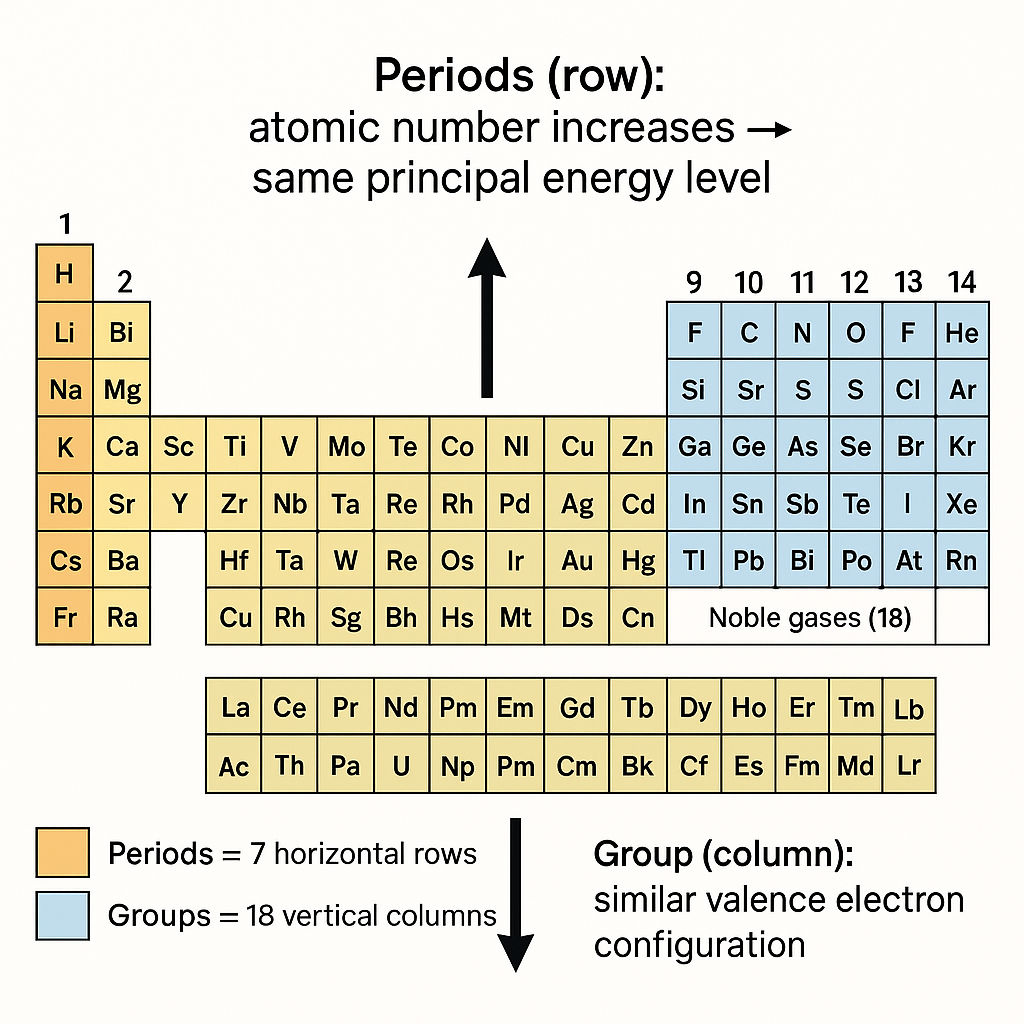 Periods (row):
atomic number increases →
same principal energy level
1
H 2 9 10 11 12 13 14
Li Bi F C N O F He
Na Mg Si Sr S S Cl Ar
K Ca Sc Ti V Mo Te Co NI Cu Zn Ga Ge As Se Br Kr
Rb Sr Y Zr Nb Ta Re Rh Pd Ag Cd In Sn Sb Te I Xe
Cs Ba Hf Ta W Re Os Ir Au Hg Tl Pb Bi Po At Rn
Fr Ra Cu Rh Sg Bh Hs Mt Ds Cn Noble gases (18)
La Ce Pr Nd Pm Em Gd Tb Dy Ho Er Tm Lb
Ac Th Pa U Np Pm Cm Bk Cf Es Fm Md Lr
Periods = 7 horizontal rows
Groups = 18 vertical columns
Group (column):
similar valence electron
configuration